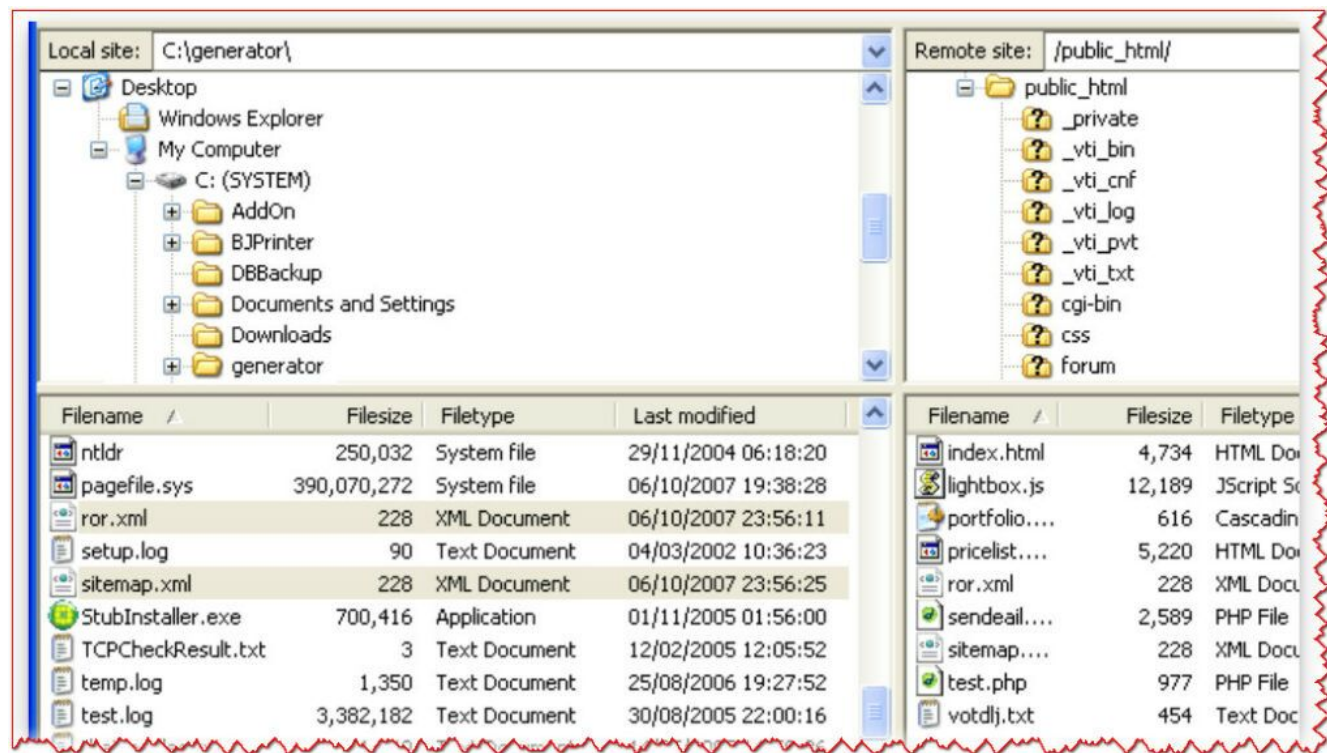 Local site: C:\generator\
Desktop
Windows Explorer
My Computer
C: (SYSTEM)
AddOn
BJPrinter
DBBackup
Documents and Settings
Downloads
generator
Filename Filesize Filetype Last modified
ntldr 250,032 System file 29/11/2004 06:18:20
pagefile.sys 390,070,272 System file 06/10/2007 19:38:28
ror.xml 228 XML Document 06/10/2007 23:56:11
setup.log 90 Text Document 04/03/2002 10:36:23
sitemap.xml 228 XML Document 06/10/2007 23:56:25
StubInstaller.exe 700,416 Application 01/11/2005 01:56:00
TCPCheckResult.txt 3 Text Document 12/02/2005 12:05:52
temp.log 1,350 Text Document 25/08/2006 19:27:52
test.log 3,382,182 Text Document 30/08/2005 22:00:16
Remote site: /public_html/
public_html
_private
_vti_bin
_vti_cnf
_vti_log
_vti_pvt
_vti_txt
cgi-bin
css
forum
Filename Filesize Filetype
index.html 4,734 HTML Do
lightbox.js 12,189 JScript Sc
portfolio.... 616 Cascadin
pricelist.... 5,220 HTML Do
ror.xml 228 XML Docu
sendeail.... 2,589 PHP File
sitemap.... 228 XML Docu
test.php 977 PHP File
votdlj.txt 454 Text Doc